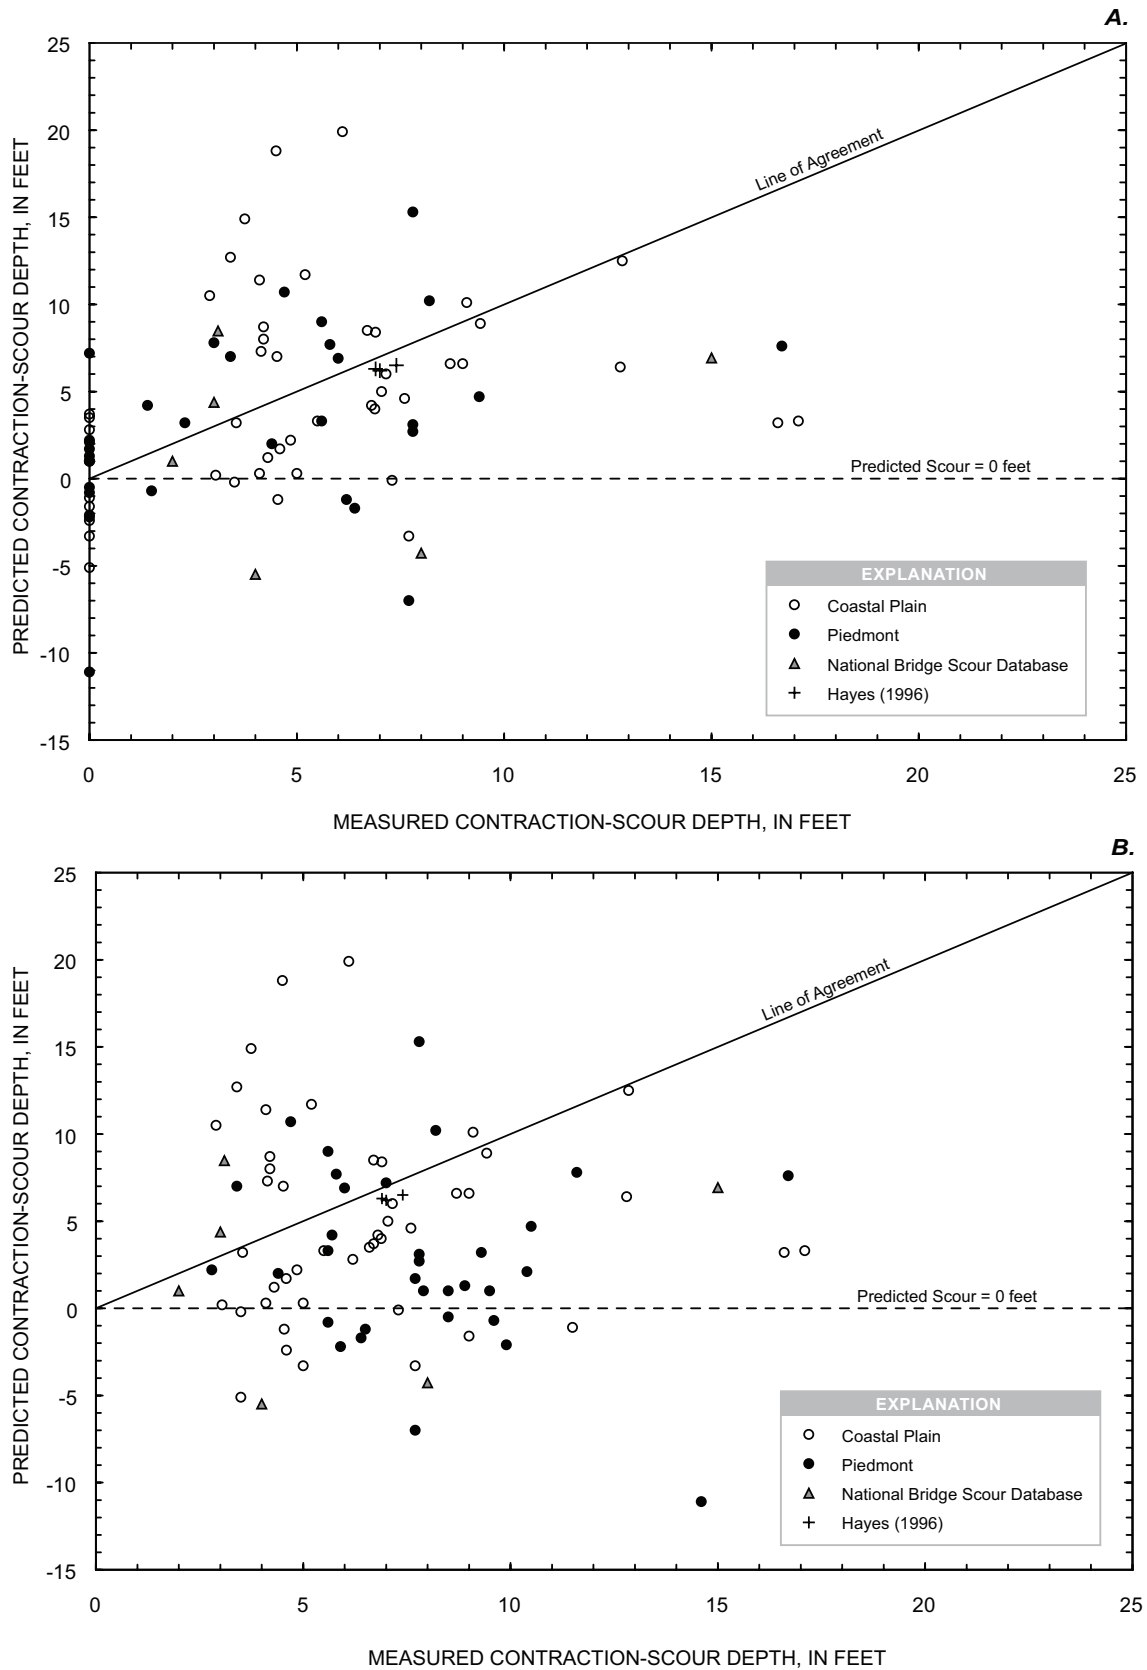 A.
25
20
15
10
5
0
-5
-10
-15
PREDICTED CONTRACTION-SCOUR DEPTH, IN FEET
Line of Agreement
Predicted Scour = 0 feet
EXPLANATION
Coastal Plain
Piedmont
National Bridge Scour Database
Hayes (1996)
0 5 10 15 20 25
MEASURED CONTRACTION-SCOUR DEPTH, IN FEET
B.
25
20
15
10
5
0
-5
-10
-15
PREDICTED CONTRACTION-SCOUR DEPTH, IN FEET
Line of Agreement
Predicted Scour = 0 feet
EXPLANATION
Coastal Plain
Piedmont
National Bridge Scour Database
Hayes (1996)
0 5 10 15 20 25
MEASURED CONTRACTION-SCOUR DEPTH, IN FEET